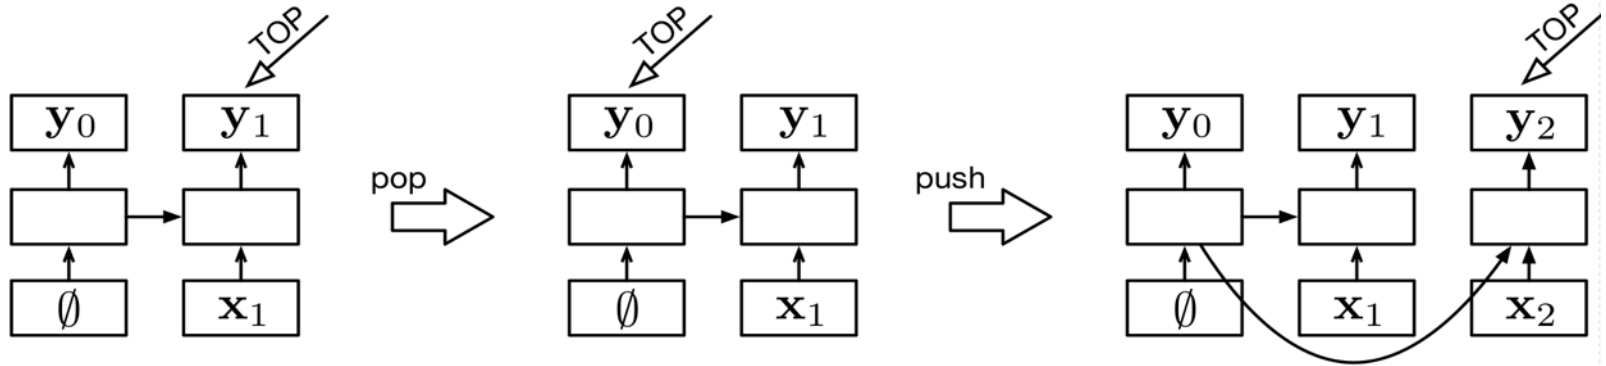 TOP TOP TOP
y₀ y₁ y₀ y₁ y₀ y₁ y₂
pop push
∅ x₁ ∅ x₁ ∅ x₁ x₂